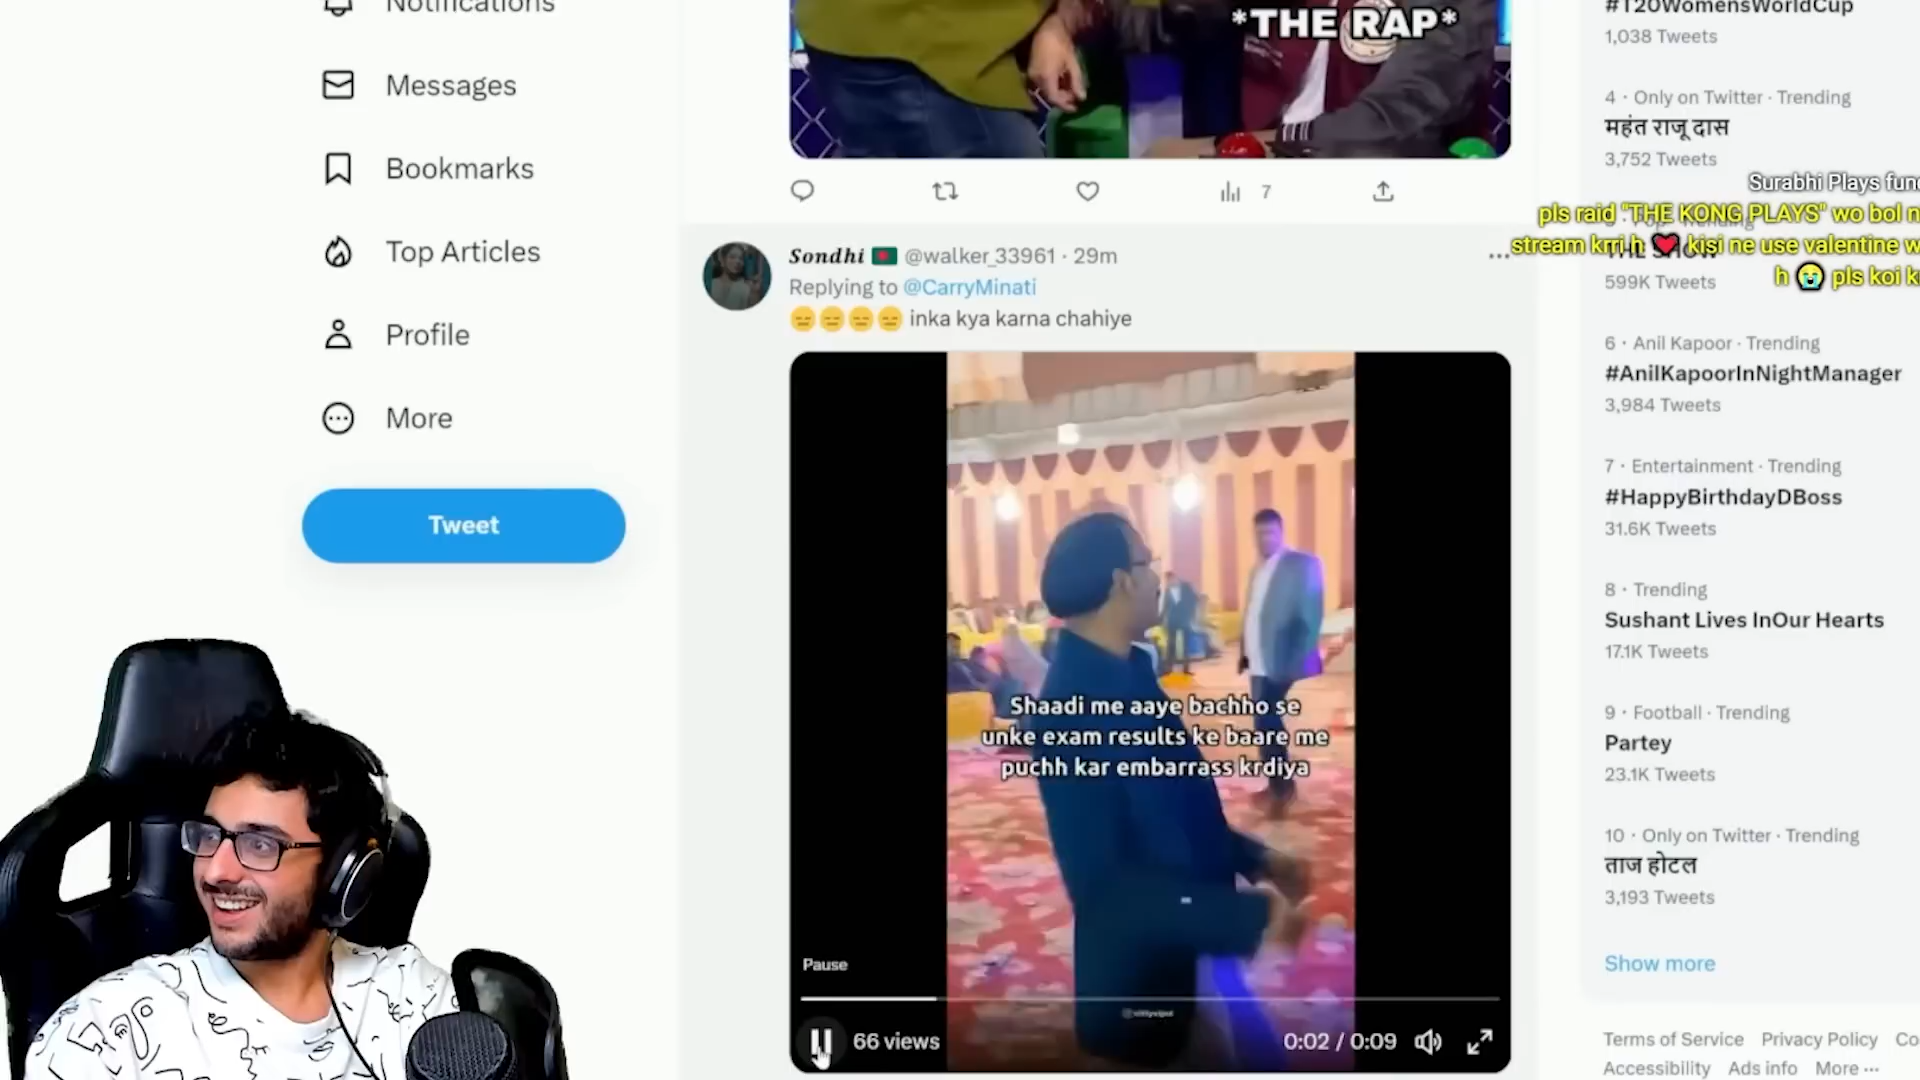 Notifications
Messages
Bookmarks
Top Articles
Profile
More
Tweet
*THE RAP*
7
Sondhi 🇧🇩 @walker_33961 · 29m
Replying to @CarryMinati
😑😑😑😑 inka kya karna chahiye
Shaadi me aaye bachho se
unke exam results ke baare me
puchh kar embarrass krdiya
Pause
66 views
0:02 / 0:09
#T20WomensWorldCup
1,038 Tweets
4 · Only on Twitter · Trending
महंत राजू दास
3,752 Tweets
Surabhi Plays
pls raid "THE KONG PLAYS" wo bol
stream krri h ❤️ kisi ne use valentine
h 😭 pls koi
Trending
THE SHOW
599K Tweets
6 · Anil Kapoor · Trending
#AnilKapoorInNightManager
3,984 Tweets
7 · Entertainment · Trending
#HappyBirthdayDBoss
31.6K Tweets
8 · Trending
Sushant Lives InOur Hearts
17.1K Tweets
9 · Football · Trending
Partey
23.1K Tweets
10 · Only on Twitter · Trending
ताज होटल
3,193 Tweets
Show more
Terms of Service Privacy Policy Co
Accessibility Ads info More ···